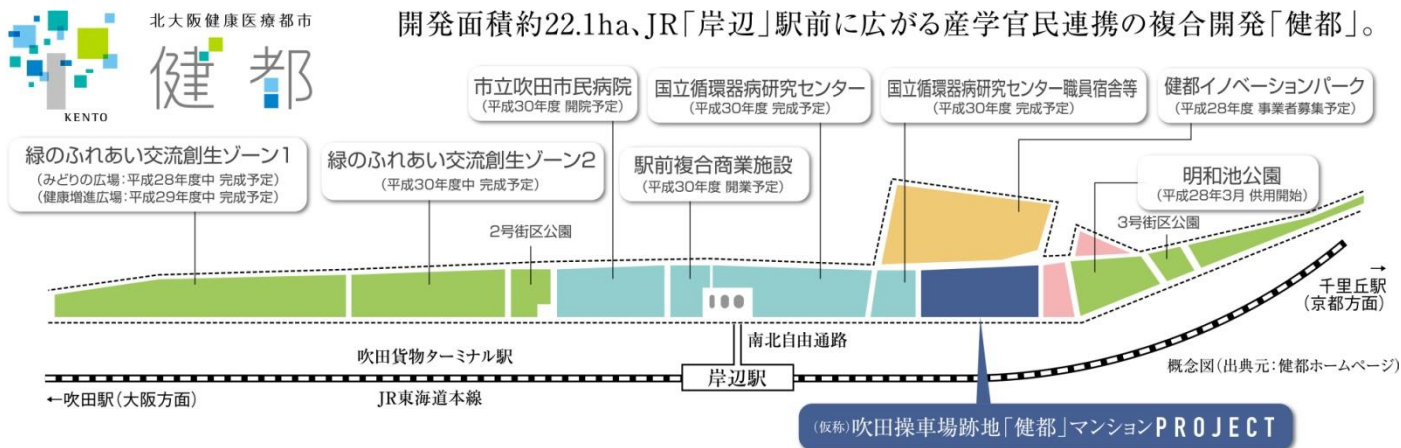 北大阪健康医療都市
健都
KENTO
開発面積約22.1ha、JR「岸辺」駅前に広がる産学官民連携の複合開発「健都」。
市立吹田市民病院
(平成30年度 開院予定)
国立循環器病研究センター
(平成30年度 完成予定)
国立循環器病研究センター職員宿舎等
(平成30年度 完成予定)
健都イノベーションパーク
(平成28年度 事業者募集予定)
緑のふれあい交流創生ゾーン1
(みどりの広場:平成28年度中 完成予定)
(健康増進広場:平成29年度中 完成予定)
緑のふれあい交流創生ゾーン2
(平成30年度中 完成予定)
駅前複合商業施設
(平成30年度 開業予定)
明和池公園
(平成28年3月 供用開始)
2号街区公園
3号街区公園
→
千里丘駅
(京都方面)
南北自由通路
吹田貨物ターミナル駅
岸辺駅
概念図(出典元:健都ホームページ)
←吹田駅(大阪方面)
JR東海道本線
(仮称)吹田操車場跡地「健都」マンションPROJECT